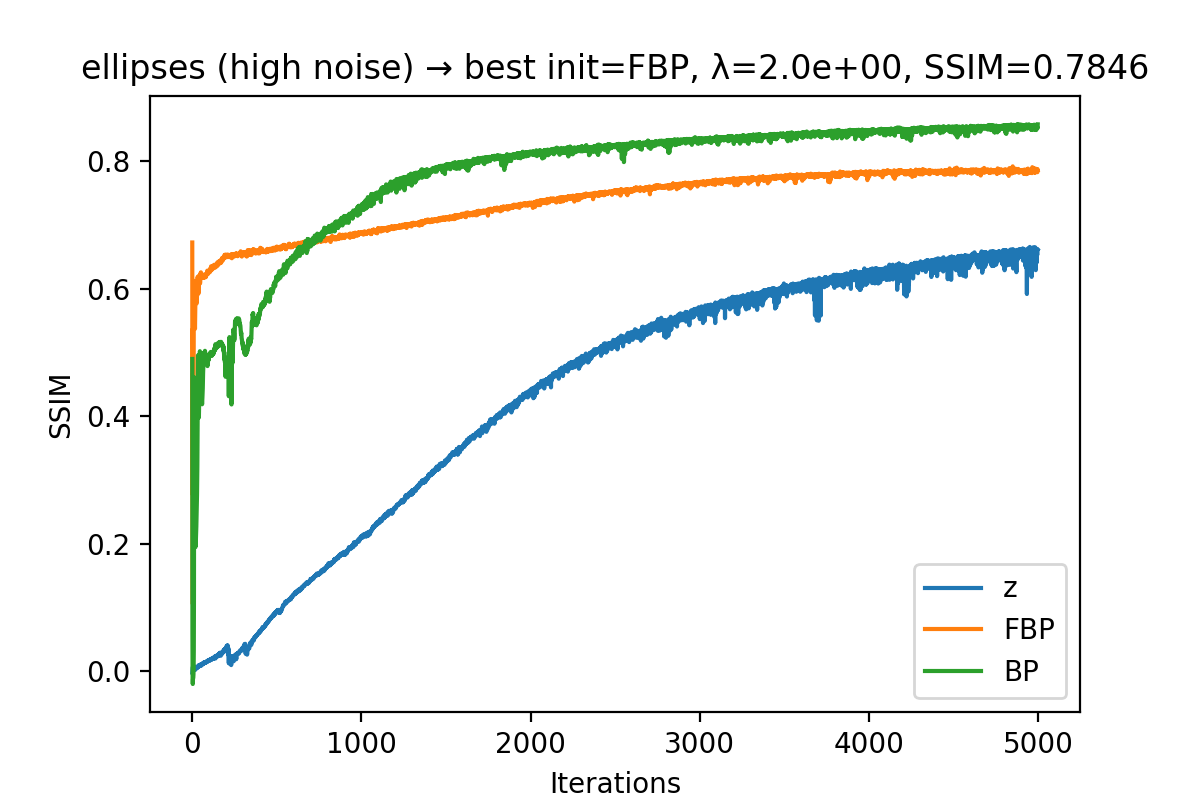 ellipses (high noise) → best init=FBP, λ=2.0e+00, SSIM=0.7846
SSIM
0.8
0.6
0.4
0.2
0.0
z
FBP
BP
0 1000 2000 3000 4000 5000
Iterations